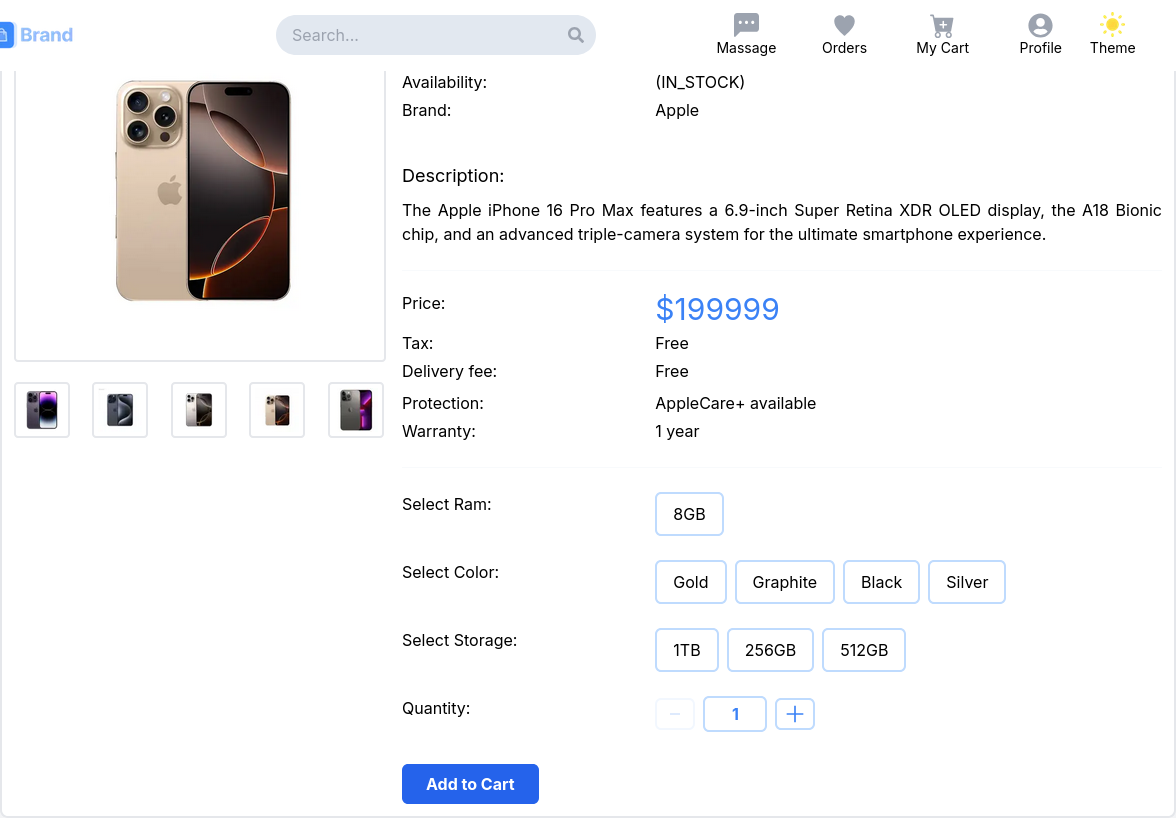 Brand
Search...
Massage
Orders
My Cart
Profile
Theme
Availability:
(IN_STOCK)
Brand:
Apple
Description:
The Apple iPhone 16 Pro Max features a 6.9-inch Super Retina XDR OLED display, the A18 Bionic
chip, and an advanced triple-camera system for the ultimate smartphone experience.
Price:
$199999
Tax:
Free
Delivery fee:
Free
Protection:
AppleCare+ available
Warranty:
1 year
Select Ram:
8GB
Select Color:
Gold
Graphite
Black
Silver
Select Storage:
1TB
256GB
512GB
Quantity:
1
Add to Cart